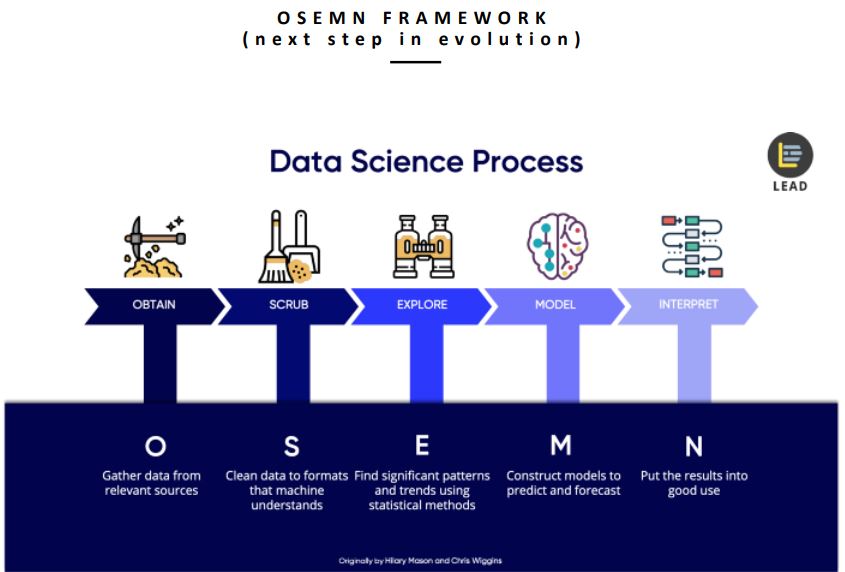 OSEMN FRAMEWORK
(next step in evolution)
Data Science Process
LEAD
OBTAIN
SCRUB
EXPLORE
MODEL
INTERPRET
O
Gather data from
relevant sources
S
Clean data to formats
that machine
understands
E
Find significant patterns
and trends using
statistical methods
M
Construct models to
predict and forecast
N
Put the results into
good use
Originally by Hilary Mason and Chris Wiggins